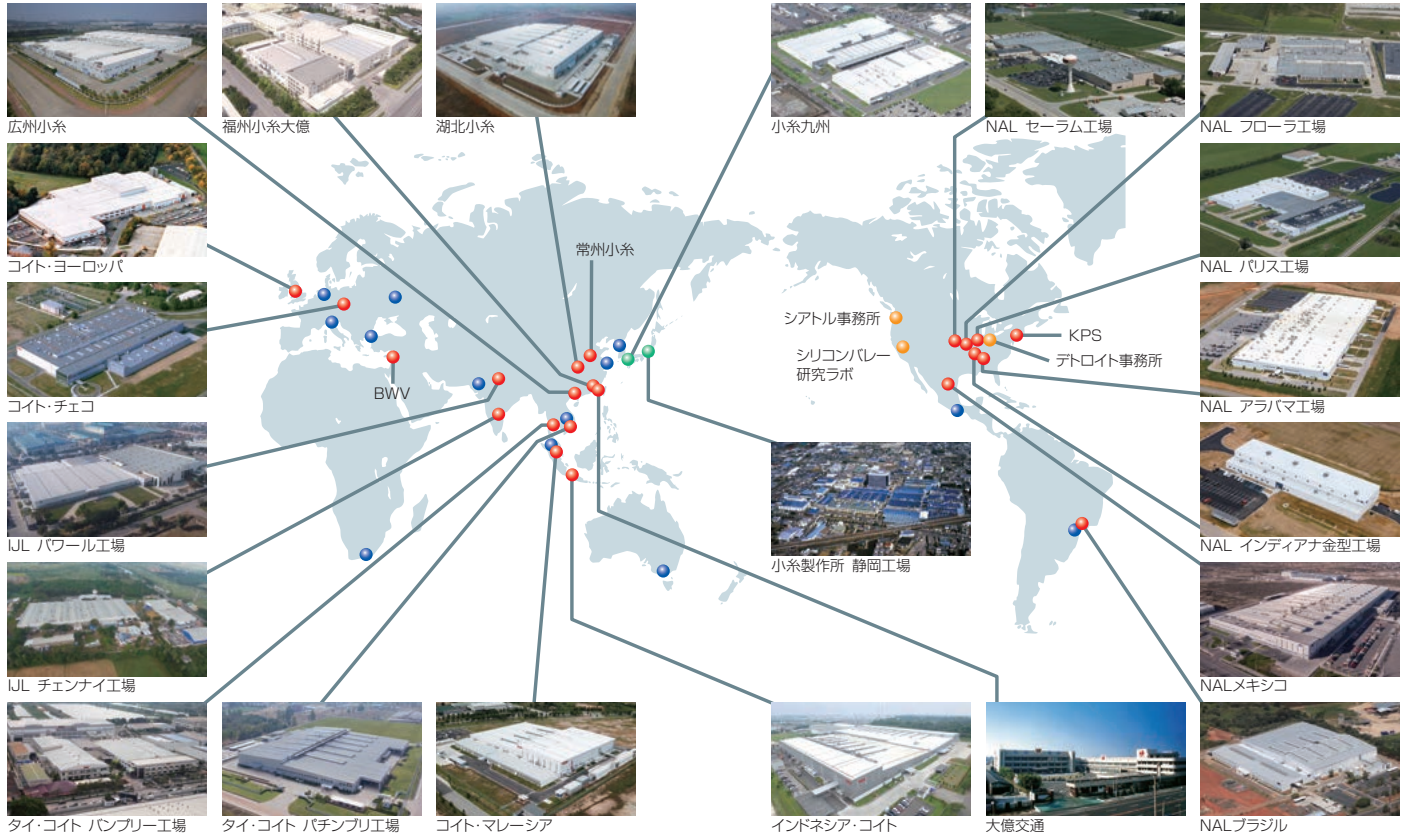 広州小糸
福州小糸大億
湖北小糸
小糸九州
NAL セーラム工場
NAL フローラ工場
コイト・ヨーロッパ
常州小糸
NAL パリス工場
シアトル事務所
シリコンバレー
研究ラボ
KPS
デトロイト事務所
BWV
コイト・チェコ
NAL アラバマ工場
IJL バワール工場
小糸製作所 静岡工場
NAL インディアナ金型工場
IJL チェンナイ工場
NALメキシコ
タイ・コイト バンプリー工場
タイ・コイト パチンブリ工場
コイト・マレーシア
インドネシア・コイト
大億交通
NALブラジル